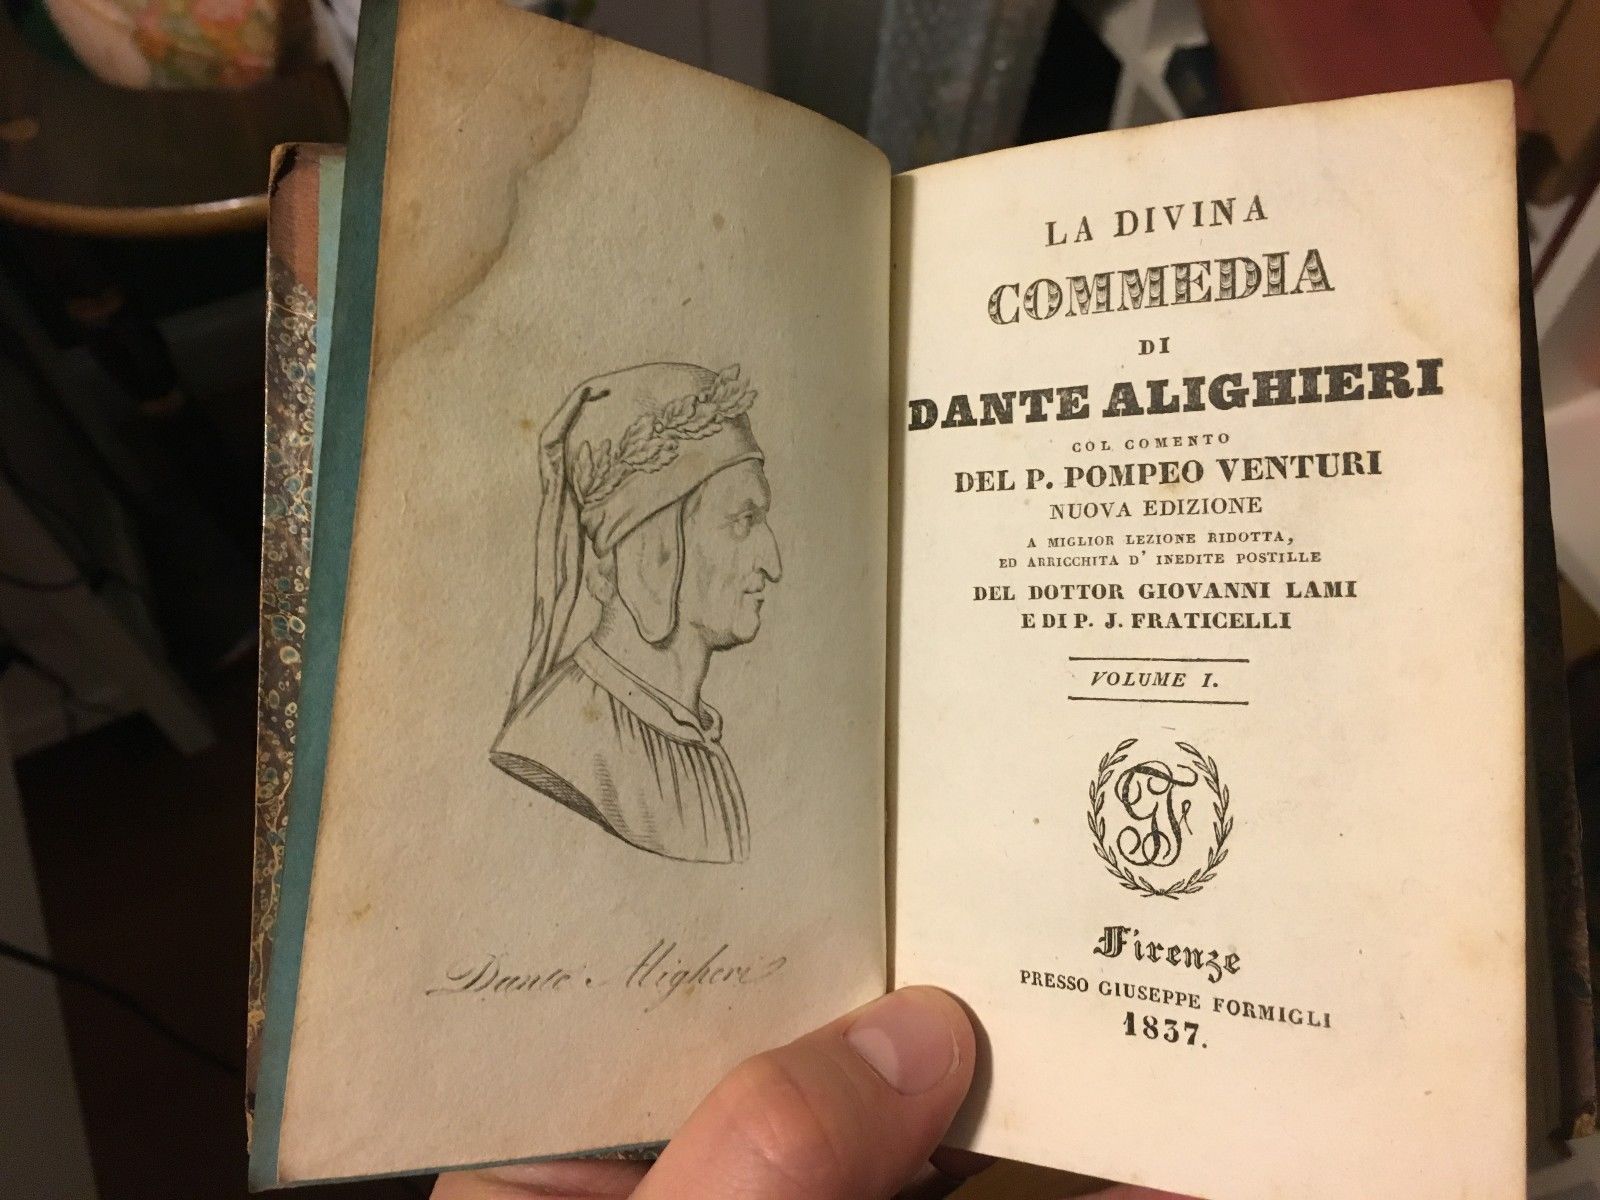 Dante Aligheri
LA DIVINA
COMMEDIA
DI
DANTE ALIGHIERI
COL COMENTO
DEL P. POMPEO VENTURI
NUOVA EDIZIONE
A MIGLIOR LEZIONE RIDOTTA,
ED ARRICCHITA D' INEDITE POSTILLE
DEL DOTTOR GIOVANNI LAMI
E DI P. J. FRATICELLI
VOLUME I.
GF
Firenze
PRESSO GIUSEPPE FORMIGLI
1837.